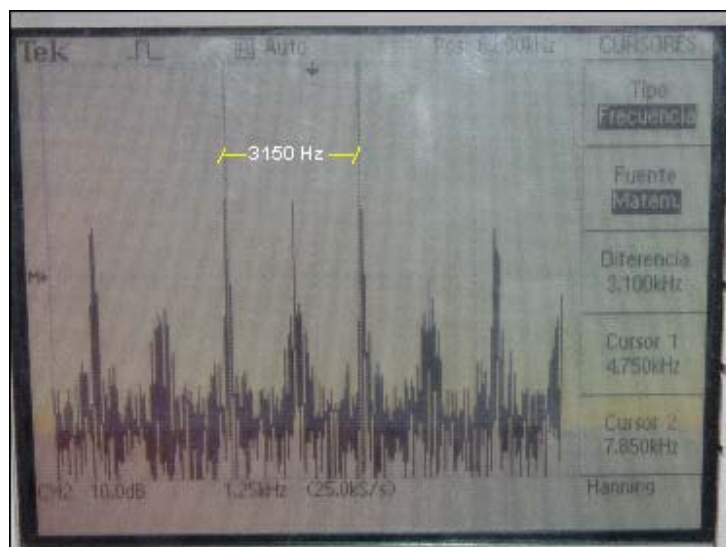 Tek Auto CURSORES
Tipo
Frecuencia
3150 Hz
Fuente
Matem.
Diferencia
3.100kHz
Cursor 1
4.750kHz
Cursor 2
7.850kHz
CH2 10.0dB 1.25kHz (25.0kS/s) Hanning